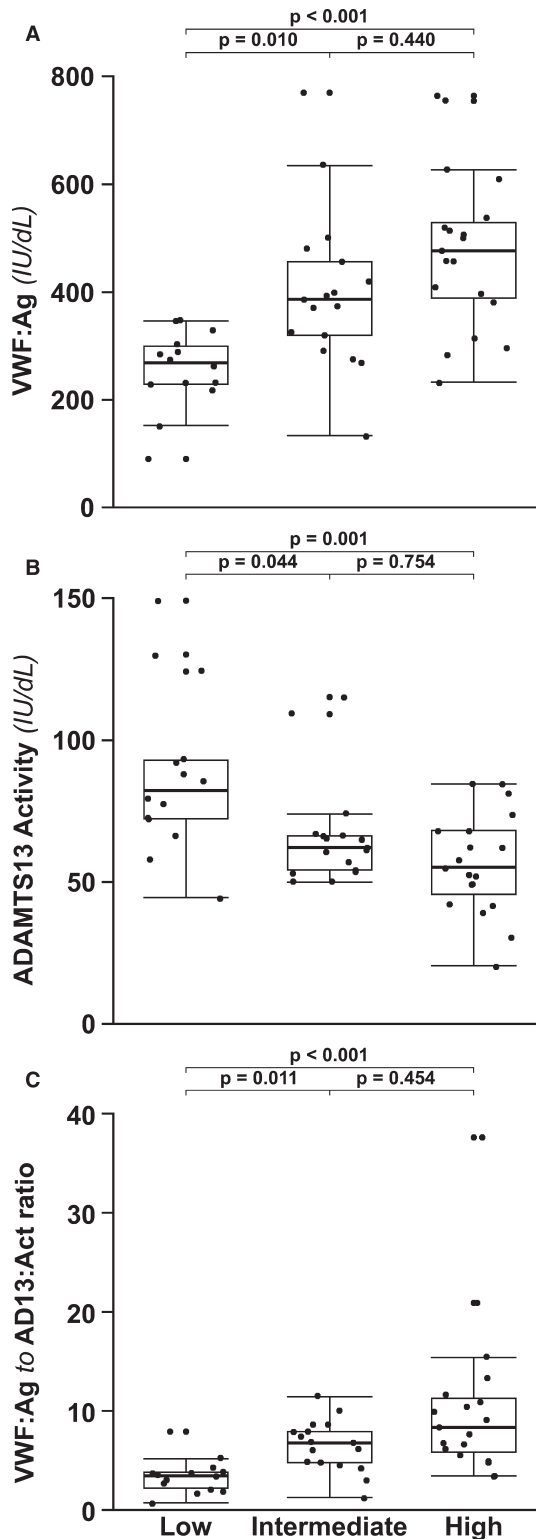 A
p < 0.001
p = 0.010 p = 0.440
800
600
400
200
0
VWF:Ag (IU/dL)
B
p = 0.001
p = 0.044 p = 0.754
150
100
50
0
ADAMTS13 Activity (IU/dL)
C
p < 0.001
p = 0.011 p = 0.454
40
30
20
10
0
VWF:Ag to AD13:Act ratio
Low Intermediate High